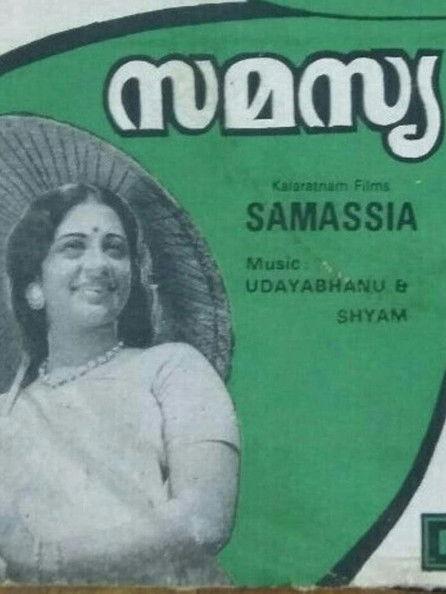 സമസ്യ
Kalaratnam Films
SAMASSIA
Music :
UDAYABHANU &
SHYAM